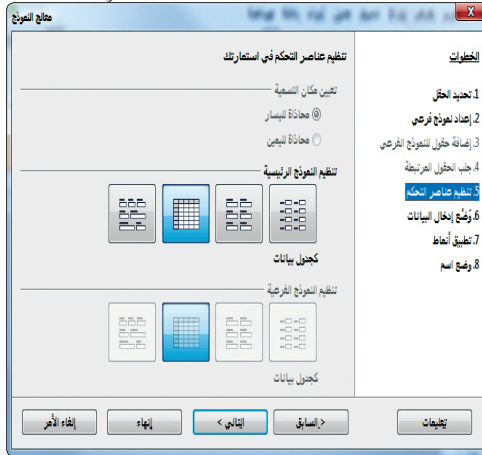 معالج النموذج
الخطوات
1. تحديد الحقل
2. إعداد نموذج فرعي
3. إضافة حقول للنموذج الفرعي
4. جلب الحقول المرتبطة
5. تنظيم عناصر التحكم
6. وُضع إدخال البيانات
7. تطبيق أنماط
8. وضع اسم
تنظيم عناصر التحكم في استمارتك
تعيين مكان التسمية
محاذاة لليسار
محاذاة لليمين
تنظيم النموذج الرئيسية
كجدول بيانات
تنظيم النموذج الفرعية
كجدول بيانات
تعليمات
< السابق
التالي >
إنهاء
إلغاء الأمر